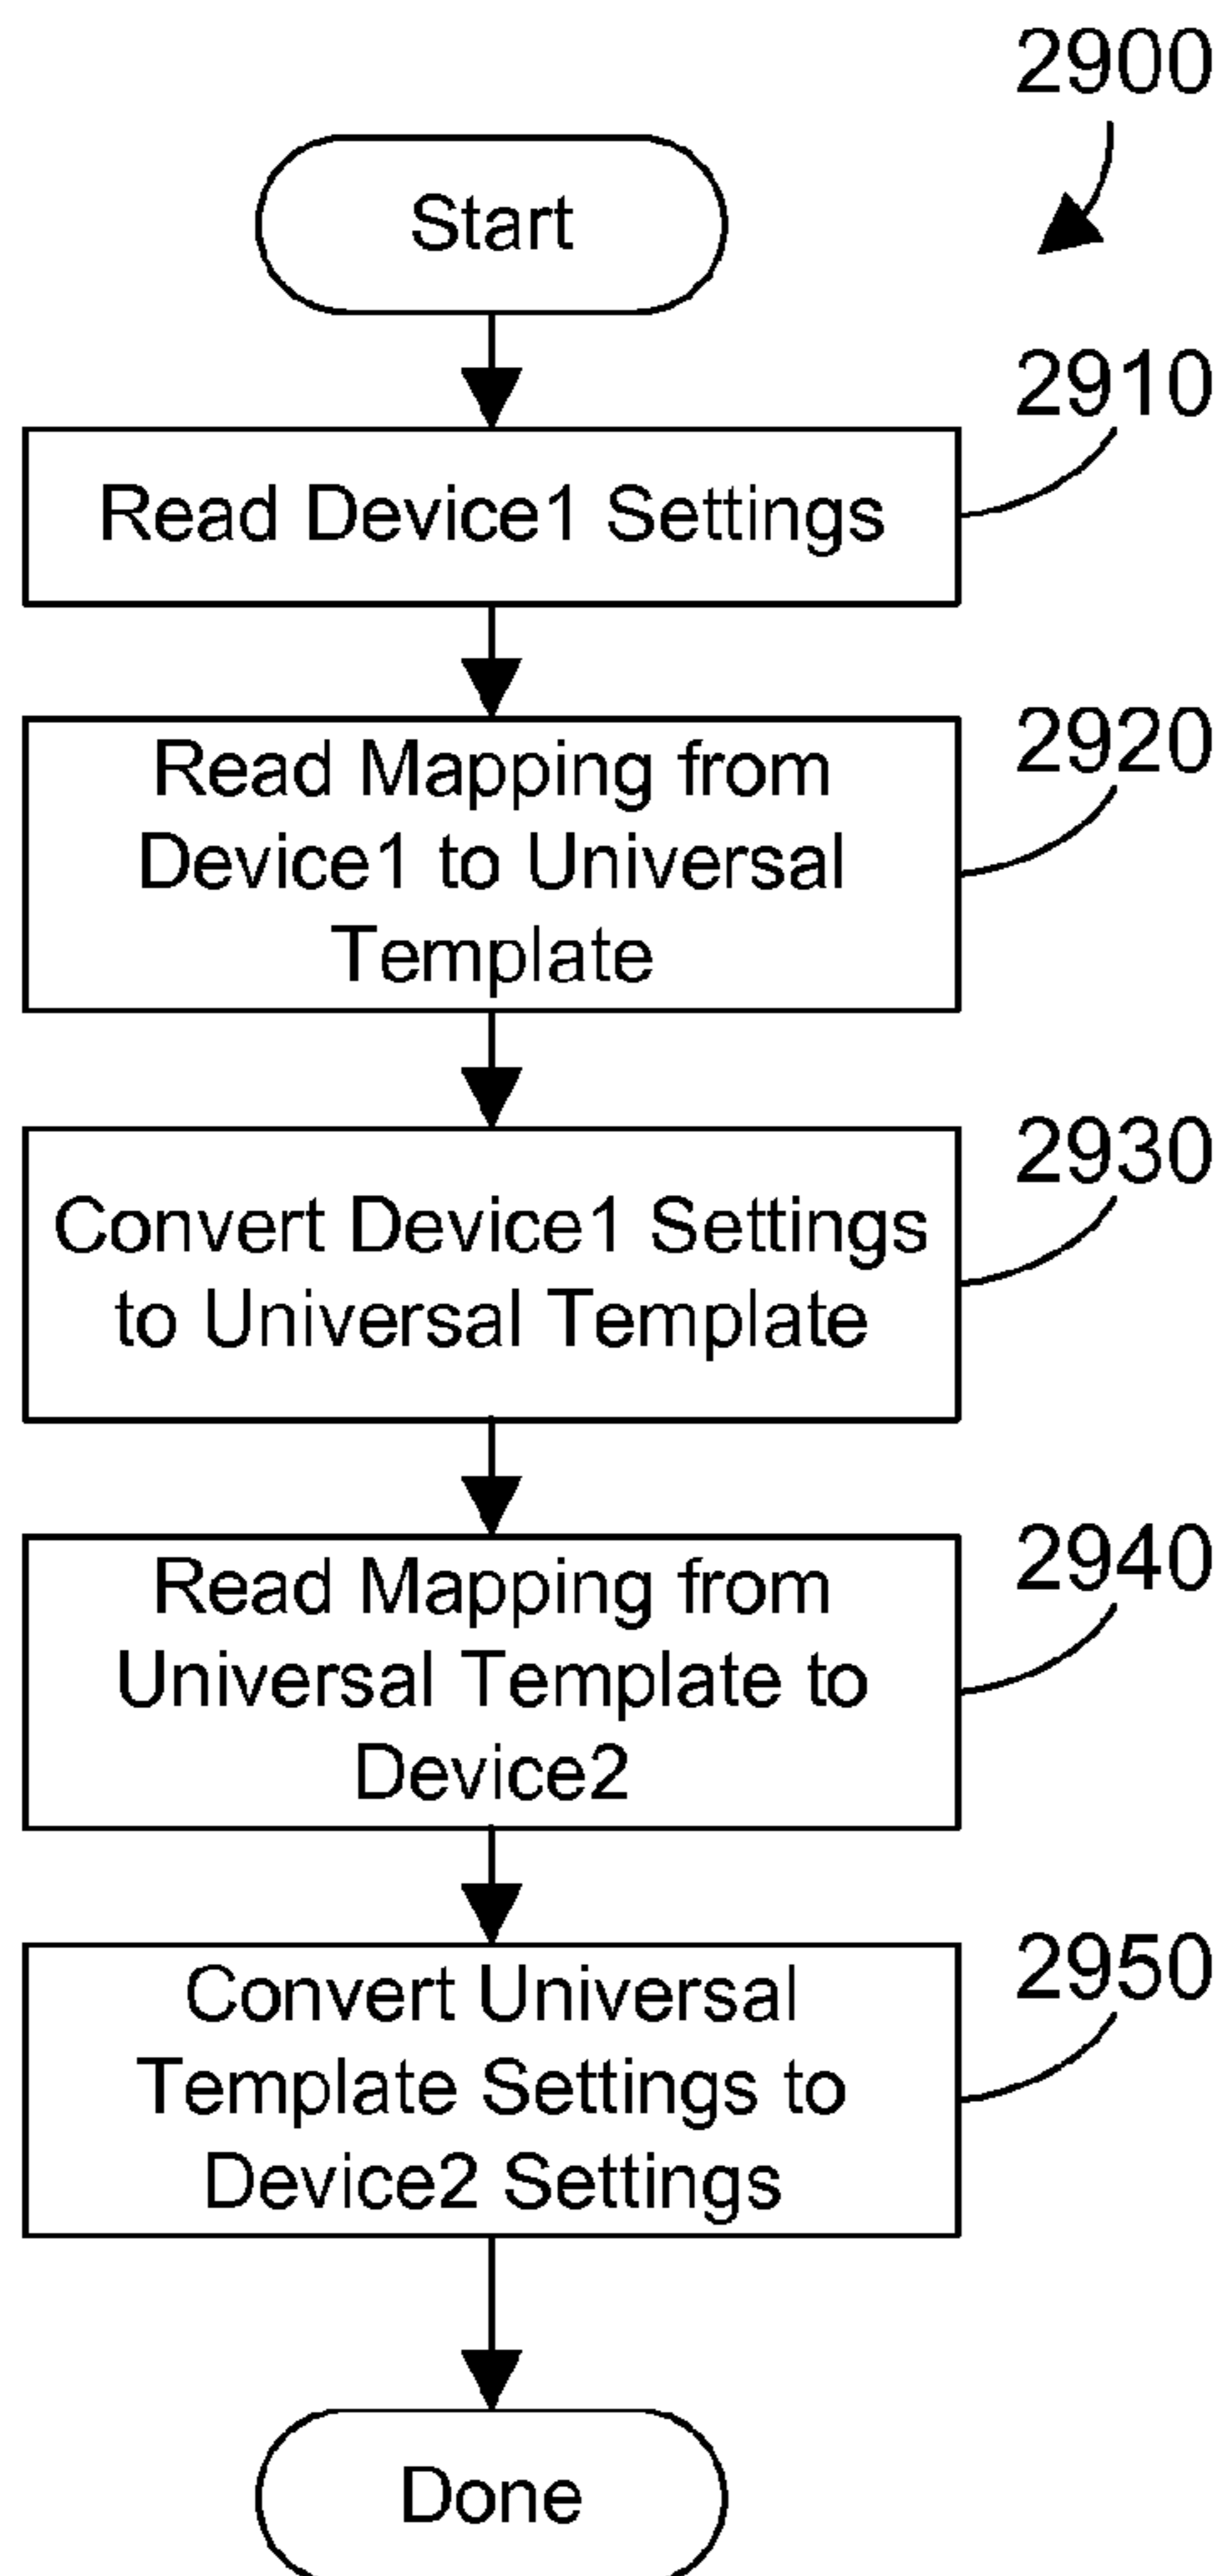 2900
Start
2910
Read Device1 Settings
2920
Read Mapping from
Device1 to Universal
Template
2930
Convert Device1 Settings
to Universal Template
2940
Read Mapping from
Universal Template to
Device2
2950
Convert Universal
Template Settings to
Device2 Settings
Done